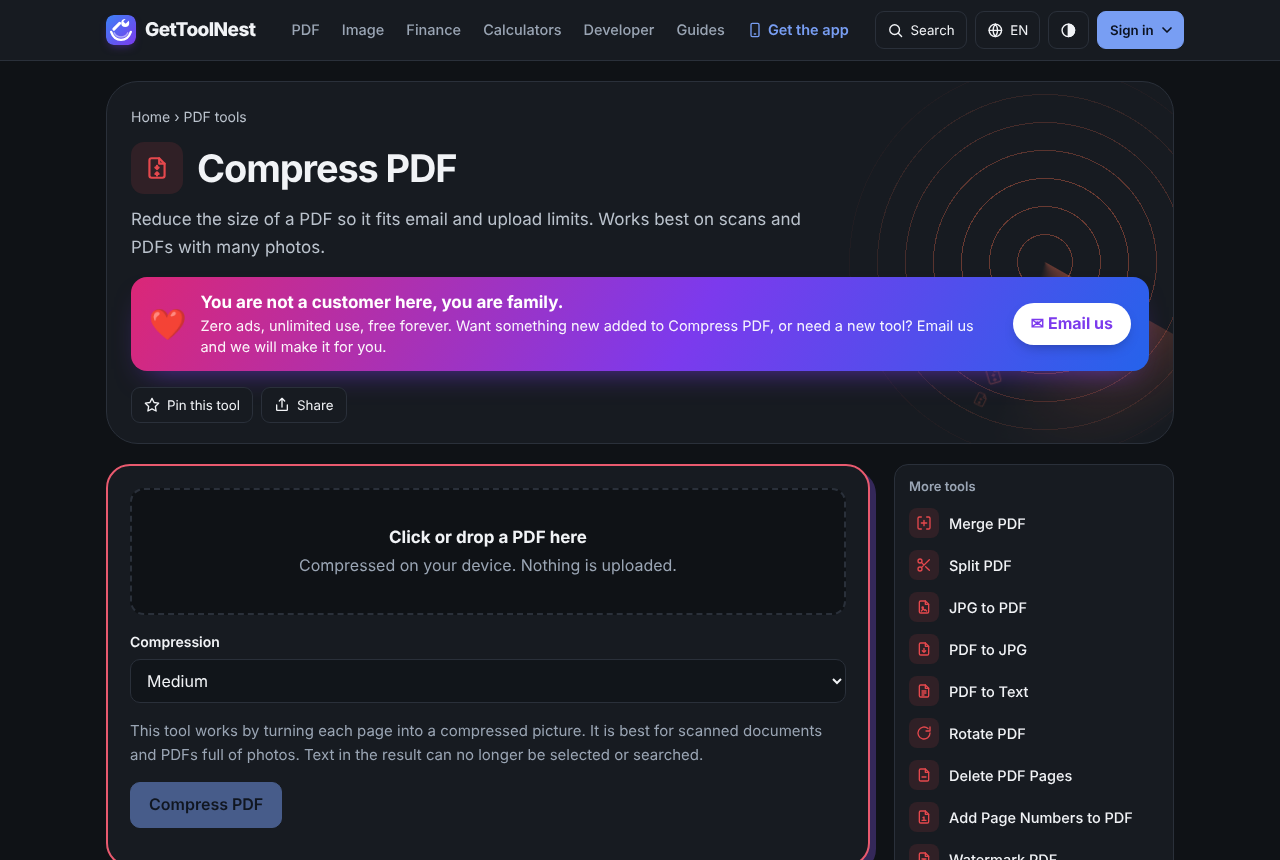 GetToolNest
PDF
Image
Finance
Calculators
Developer
Guides
Get the app
Search
EN
Sign in
Home › PDF tools
Compress PDF
Reduce the size of a PDF so it fits email and upload limits. Works best on scans and
PDFs with many photos.
You are not a customer here, you are family.
Zero ads, unlimited use, free forever. Want something new added to Compress PDF, or need a new tool? Email us
and we will make it for you.
✉ Email us
Pin this tool
Share
Click or drop a PDF here
Compressed on your device. Nothing is uploaded.
Compression
Medium
This tool works by turning each page into a compressed picture. It is best for scanned documents
and PDFs full of photos. Text in the result can no longer be selected or searched.
Compress PDF
More tools
Merge PDF
Split PDF
JPG to PDF
PDF to JPG
PDF to Text
Rotate PDF
Delete PDF Pages
Add Page Numbers to PDF
Watermark PDF